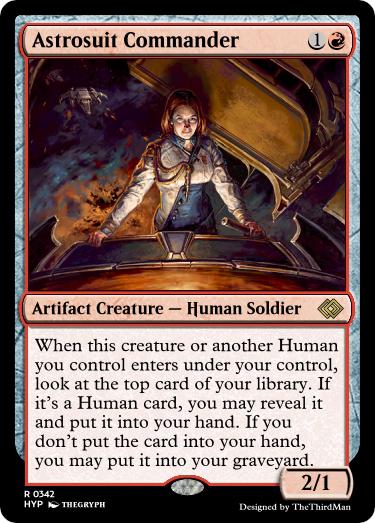 Astrosuit Commander 1
Artifact Creature — Human Soldier
When this creature or another Human
you control enters under your control,
look at the top card of your library. If
it's a Human card, you may reveal it
and put it into your hand. If you
don't put the card into your hand,
you may put it into your graveyard.
2/1
R 0342
HYP THEGRYPH
Designed by TheThirdMan